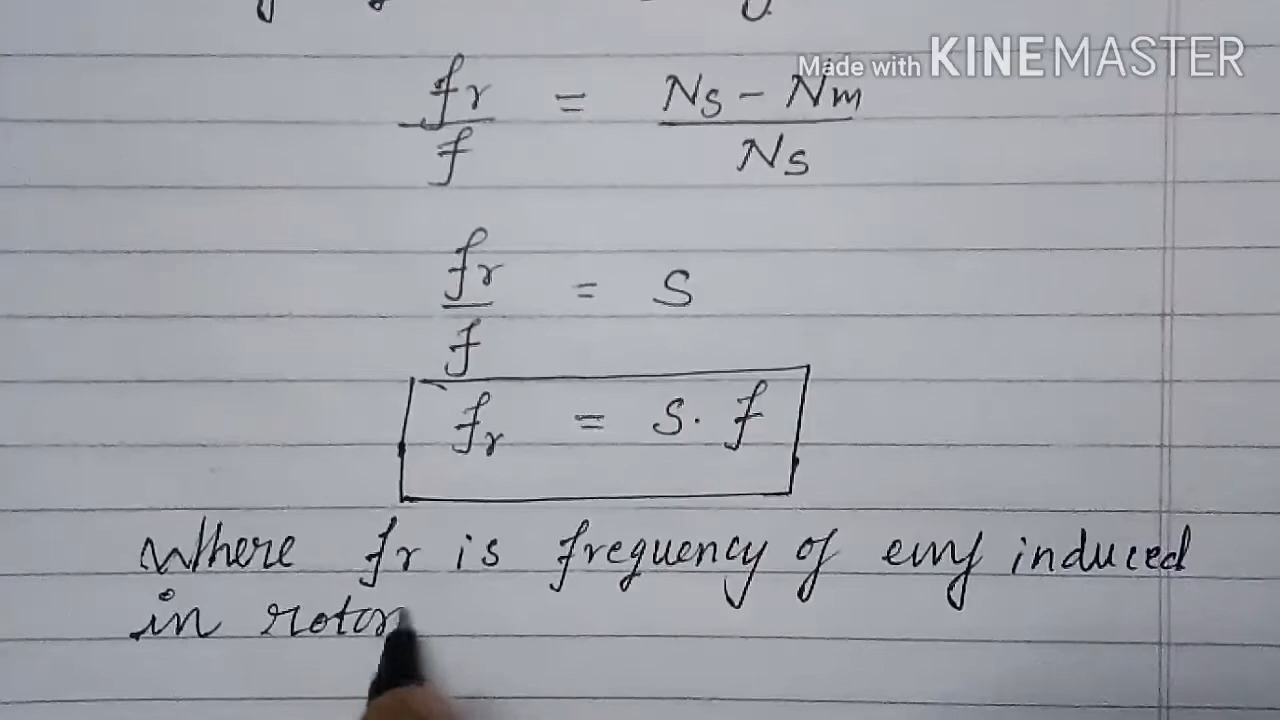 Made with KINEMASTER
fr/f = Ns - Nm/Ns
fr/f = S
fr = S. f
Where fr is frequency of emf induced
in rotor